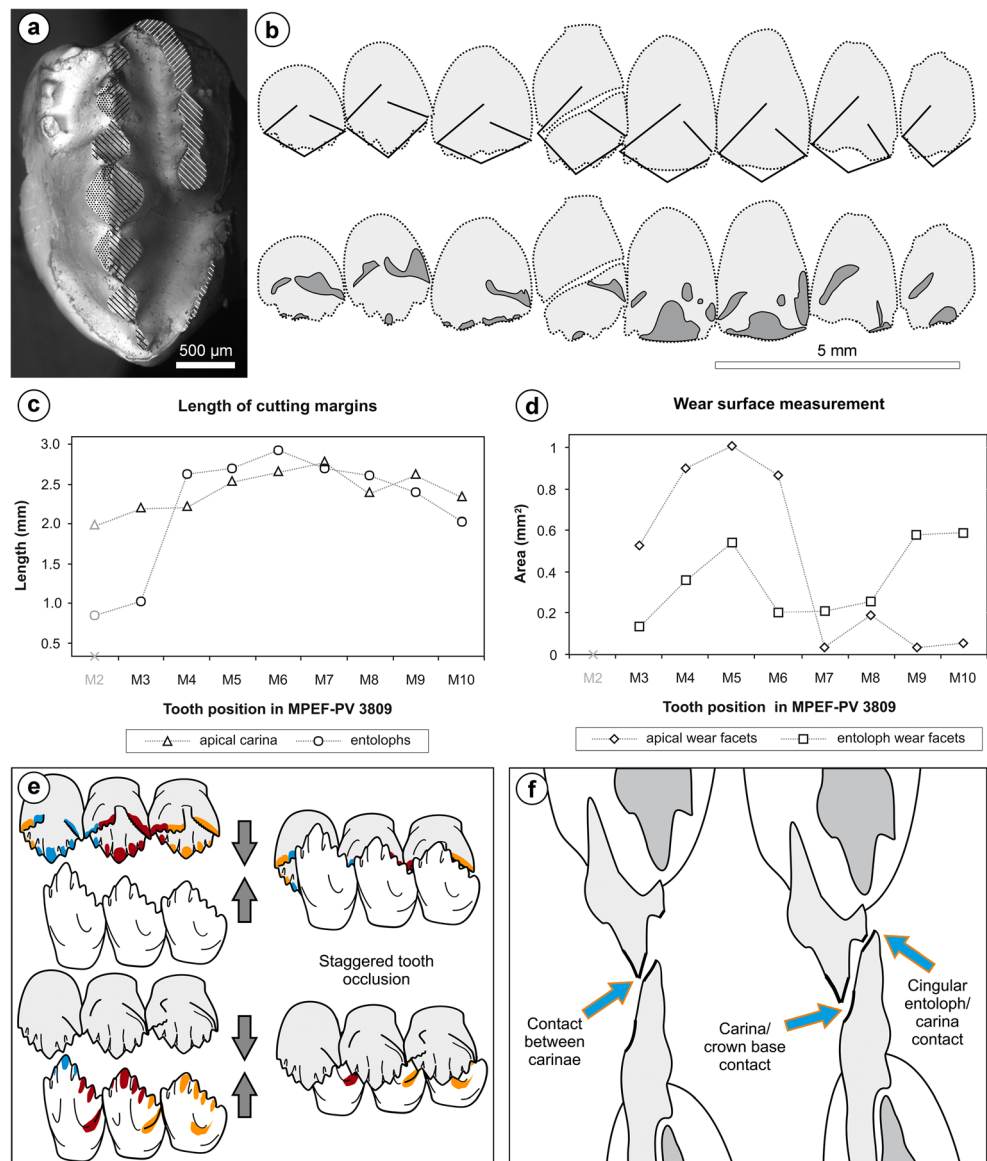 a
500 µm
b
5 mm
c
Length of cutting margins
Length (mm)
3.0
2.5
2.0
1.5
1.0
0.5
M2 M3 M4 M5 M6 M7 M8 M9 M10
Tooth position in MPEF-PV 3809
apical carina entolophs
d
Wear surface measurement
Area (mm²)
1
0.8
0.6
0.4
0.2
0
M2 M3 M4 M5 M6 M7 M8 M9 M10
Tooth position in MPEF-PV 3809
apical wear facets entoloph wear facets
e
Staggered tooth
occlusion
f
Contact
between
carinae
Carina/
crown base
contact
Cingular
entoloph/
carina
contact